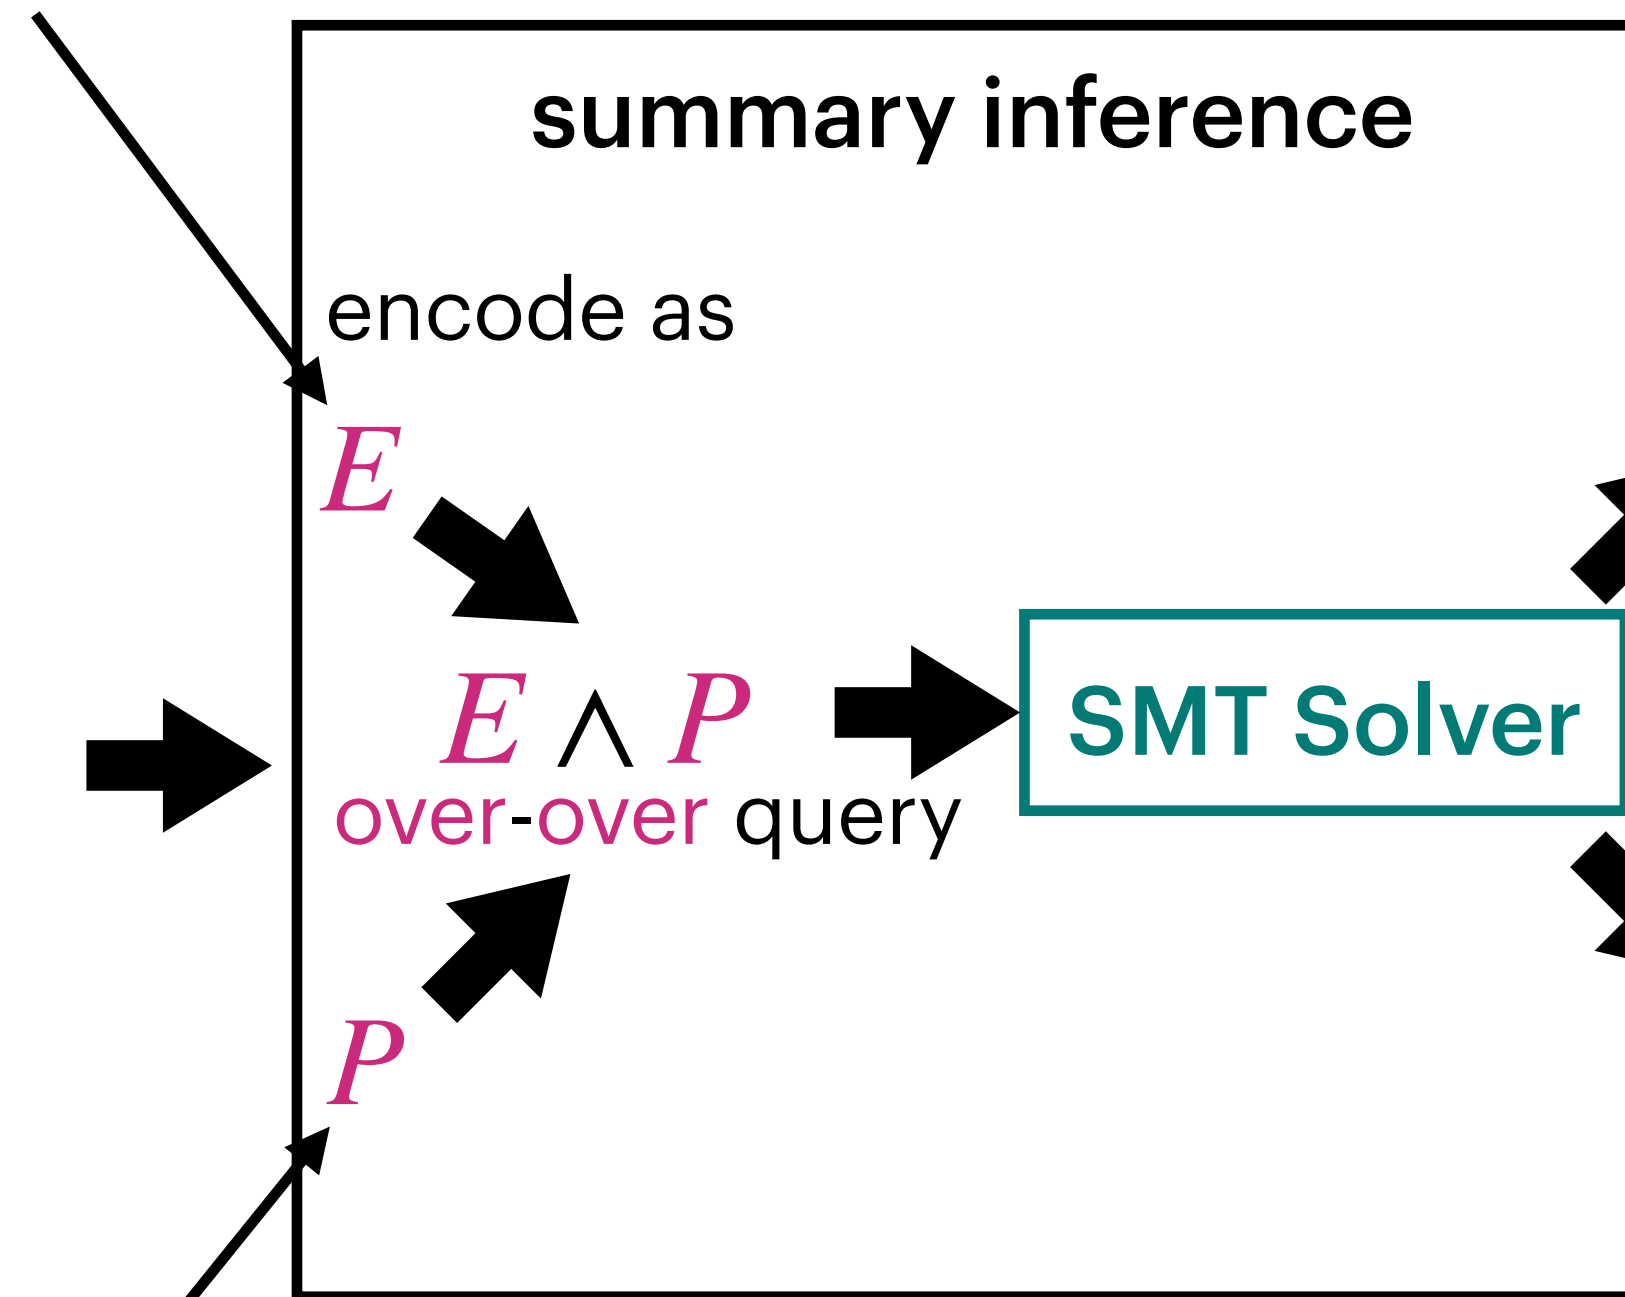 summary inference
encode as
E
E ∧ P
over-over query
SMT Solver
P